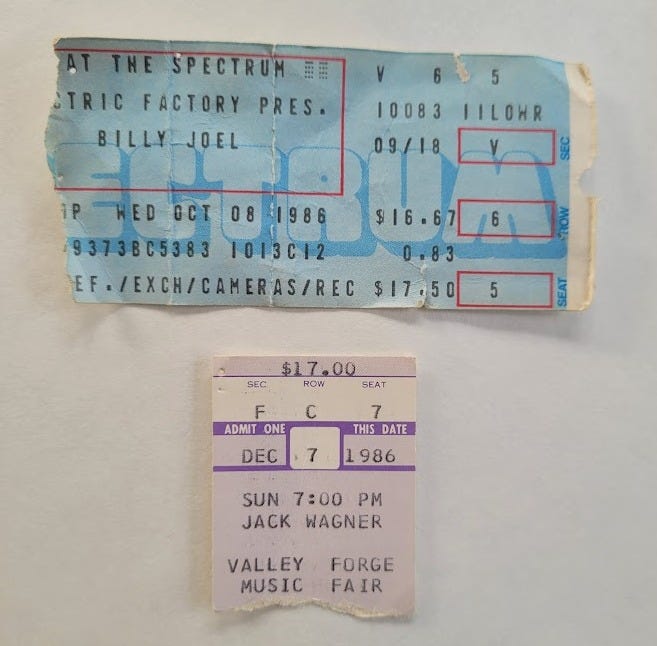 AT THE SPECTRUM V 6 5
CTRIC FACTORY PRES. 10083 11LOWR
BILLY JOEL 09/18 V SEC
ECTRUM
WED OCT 08 1986 $16.67 6 ROW
9373BC5383 1013C12 0.83
EF./EXCH/CAMERAS/REC $17.50 5 SEAT
$17.00
SEC ROW SEAT
F C 7
ADMIT ONE THIS DATE
DEC 7 1986
SUN 7:00 PM
JACK WAGNER
VALLEY FORGE
MUSIC FAIR